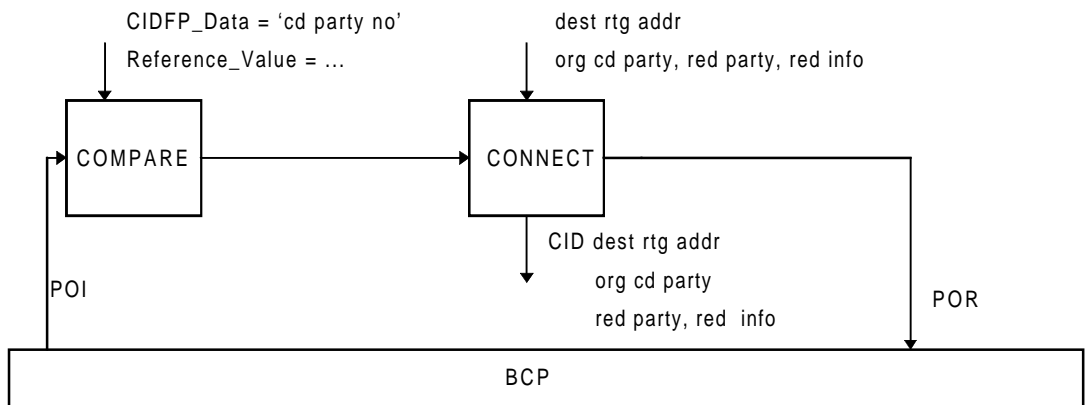 CIDFP_Data = ‘cd party no’
Reference_Value = ...
dest rtg addr
org cd party, red party, red info
COMPARE
CONNECT
CID dest rtg addr
org cd party
red party, red info
POI
POR
BCP